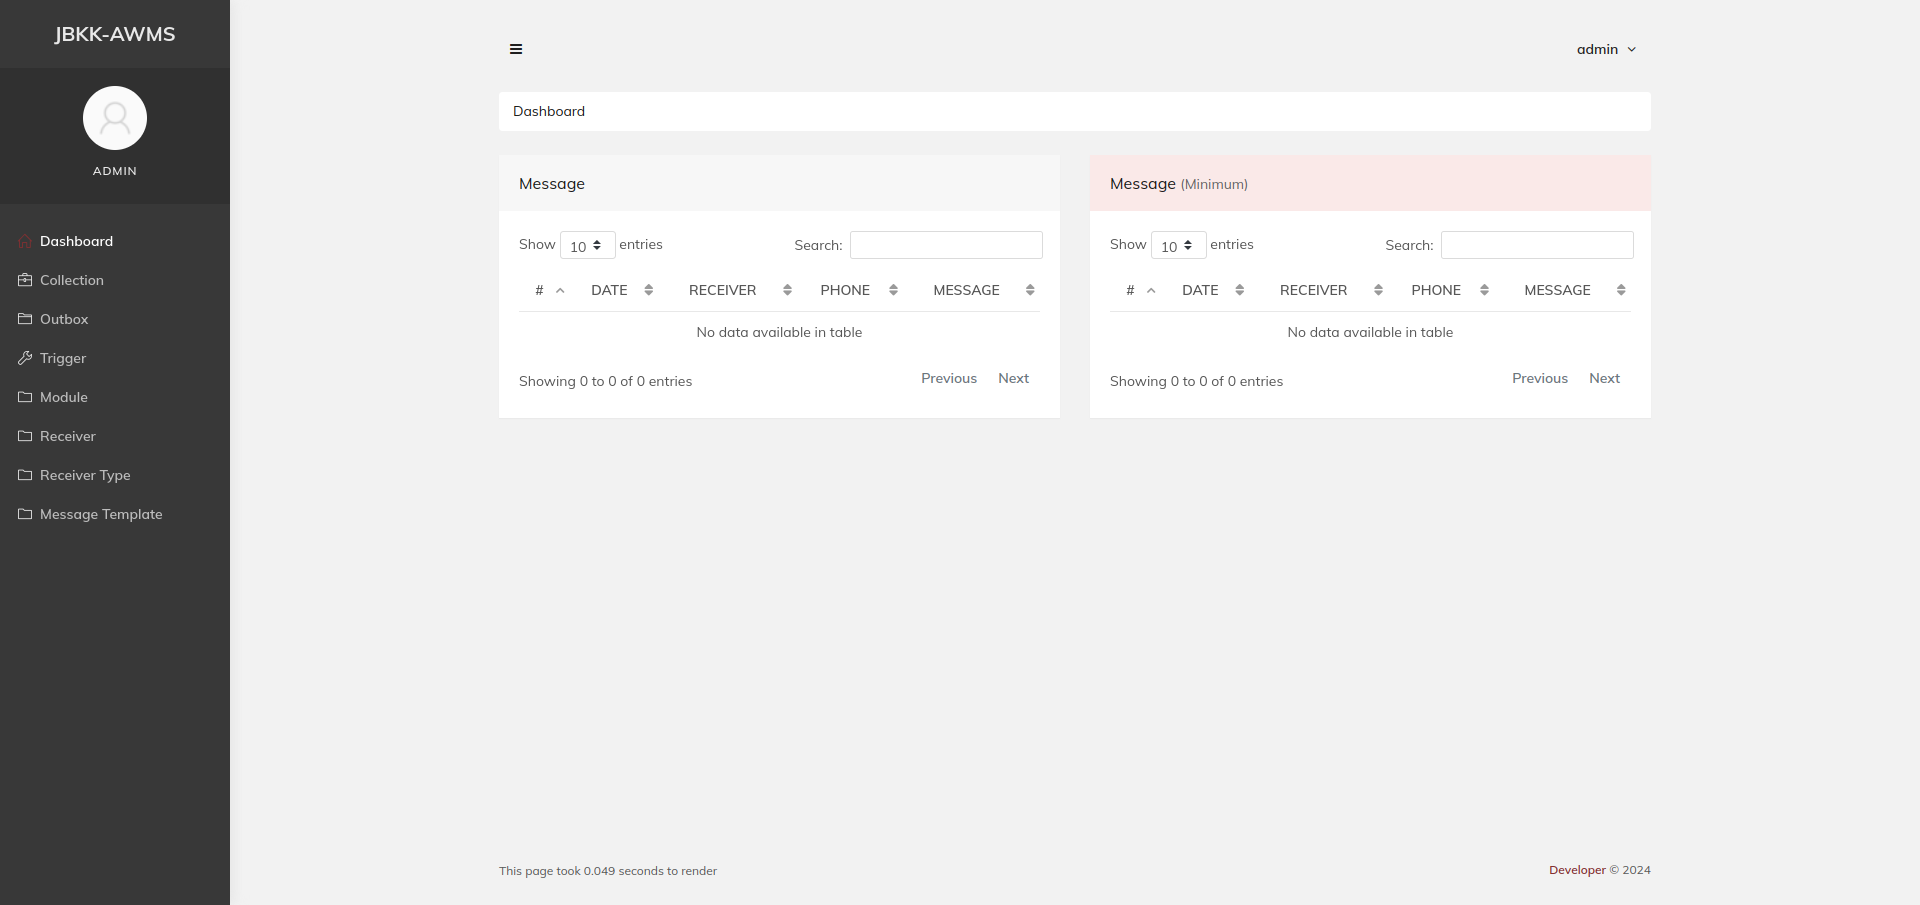 JBKK-AWMS
ADMIN
Dashboard
Collection
Outbox
Trigger
Module
Receiver
Receiver Type
Message Template
admin
Dashboard
Message
Show 10 entries
Search:
# DATE RECEIVER PHONE MESSAGE
No data available in table
Showing 0 to 0 of 0 entries
Previous Next
Message (Minimum)
Show 10 entries
Search:
# DATE RECEIVER PHONE MESSAGE
No data available in table
Showing 0 to 0 of 0 entries
Previous Next
This page took 0.049 seconds to render
Developer © 2024